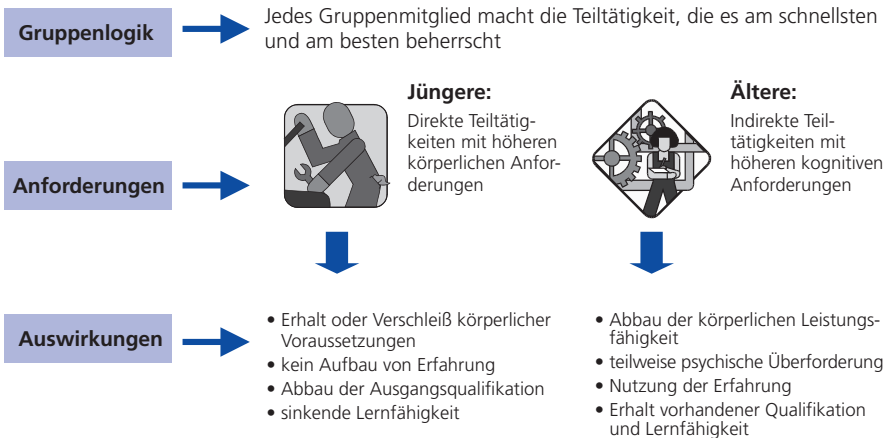 Gruppenlogik
Jedes Gruppenmitglied macht die Teiltätigkeit, die es am schnellsten
und am besten beherrscht
Anforderungen
Jüngere:
Direkte Teiltätig-
keiten mit höheren
körperlichen Anfor-
derungen
Ältere:
Indirekte Teil-
tätigkeiten mit
höheren kognitiven
Anforderungen
Auswirkungen
• Erhalt oder Verschleiß körperlicher
Voraussetzungen
• kein Aufbau von Erfahrung
• Abbau der Ausgangsqualifikation
• sinkende Lernfähigkeit
• Abbau der körperlichen Leistungs-
fähigkeit
• teilweise psychische Überforderung
• Nutzung der Erfahrung
• Erhalt vorhandener Qualifikation
und Lernfähigkeit